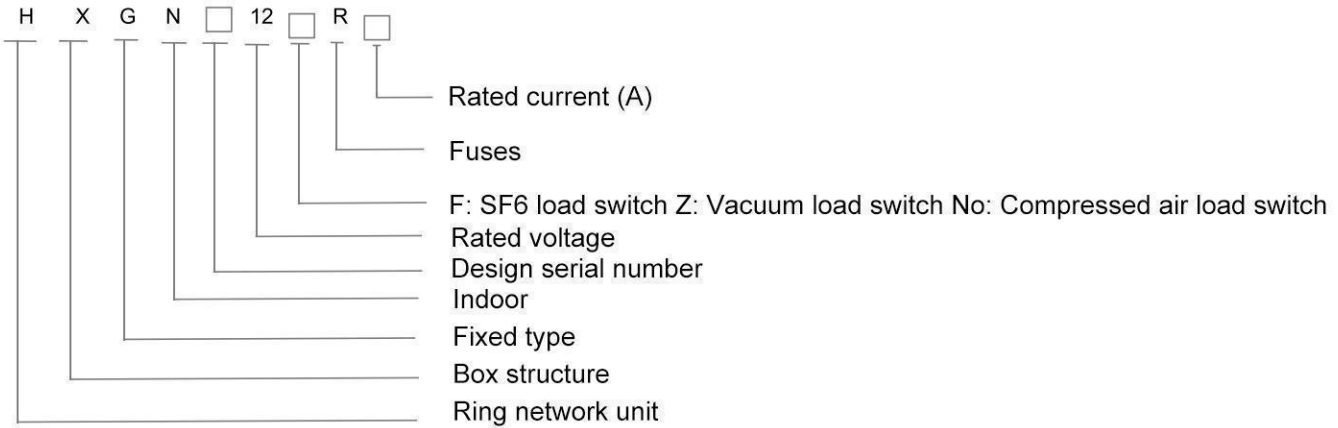 H X G N □ 12 □ R □
Rated current (A)
Fuses
F: SF6 load switch Z: Vacuum load switch No: Compressed air load switch
Rated voltage
Design serial number
Indoor
Fixed type
Box structure
Ring network unit